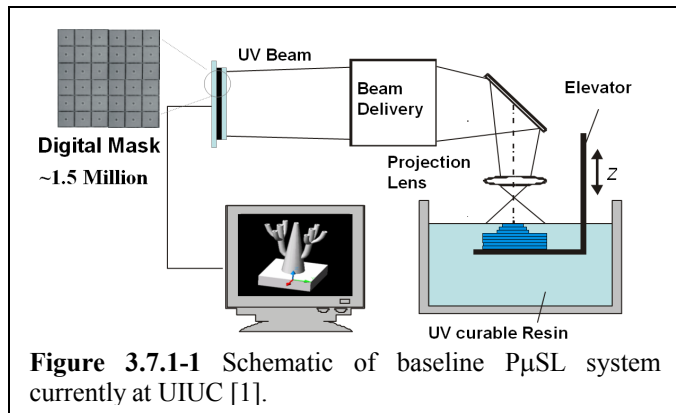 UV Beam
Beam
Delivery
Elevator
Digital Mask
~1.5 Million
Projection
Lens
Z
UV curable Resin
Figure 3.7.1-1 Schematic of baseline PμSL system
currently at UIUC [1].